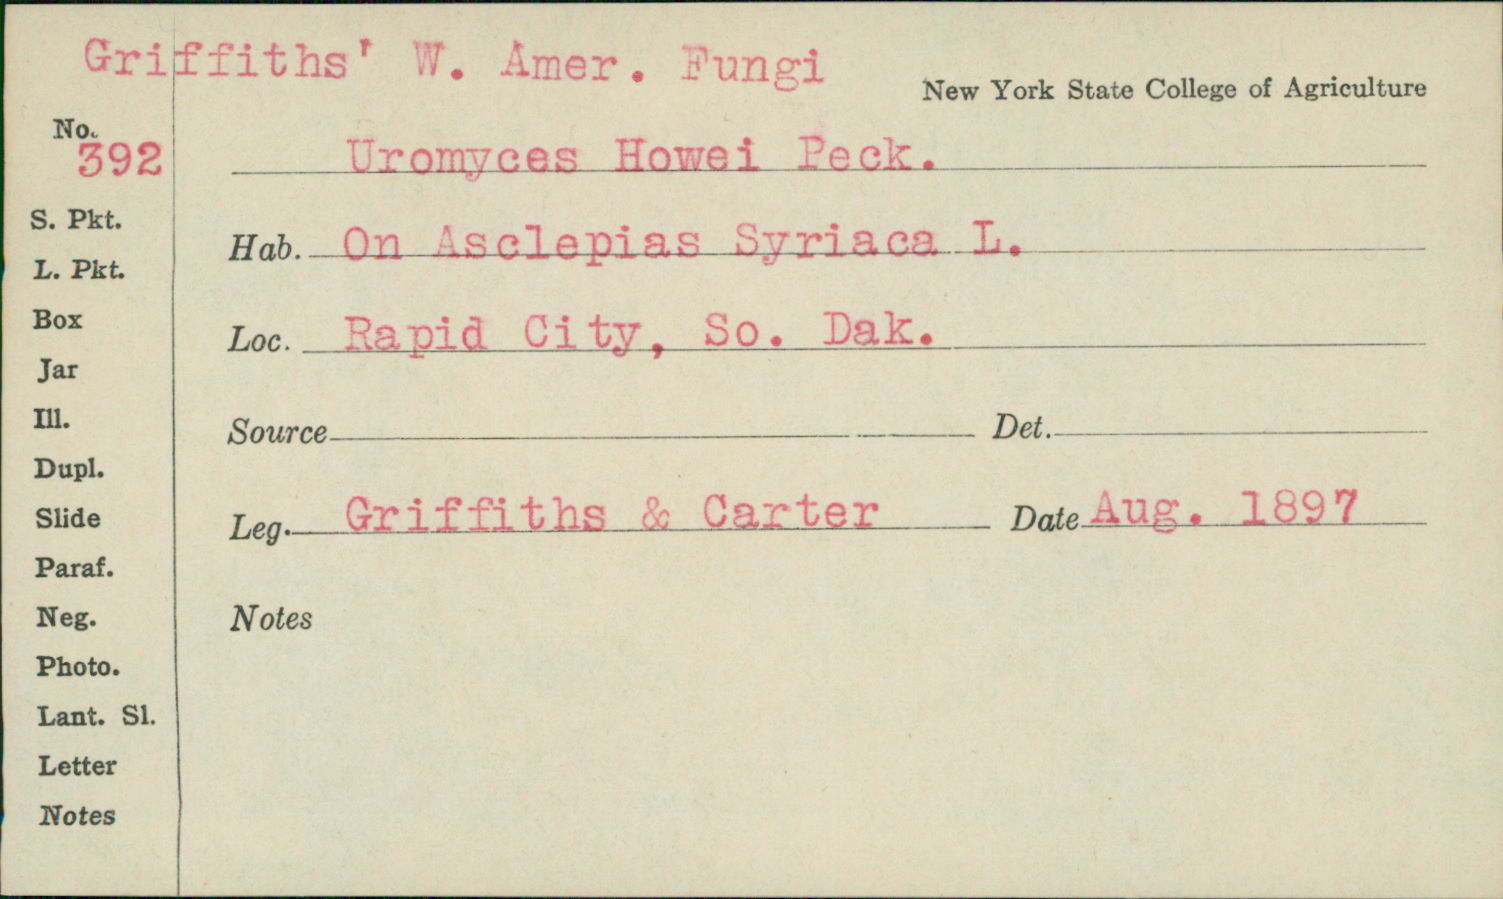 Griffiths' W. Amer. Fungi
New York State College of Agriculture
No.
392
Uromyces Howei Peck.
S. Pkt.
Hab. On Asclepias Syriaca L.
L. Pkt.
Box
Loc. Rapid City, So. Dak.
Jar
Ill.
Source Det.
Dupl.
Slide
Leg. Griffiths & Carter Date Aug. 1897
Paraf.
Neg.
Notes
Photo.
Lant. Sl.
Letter
Notes